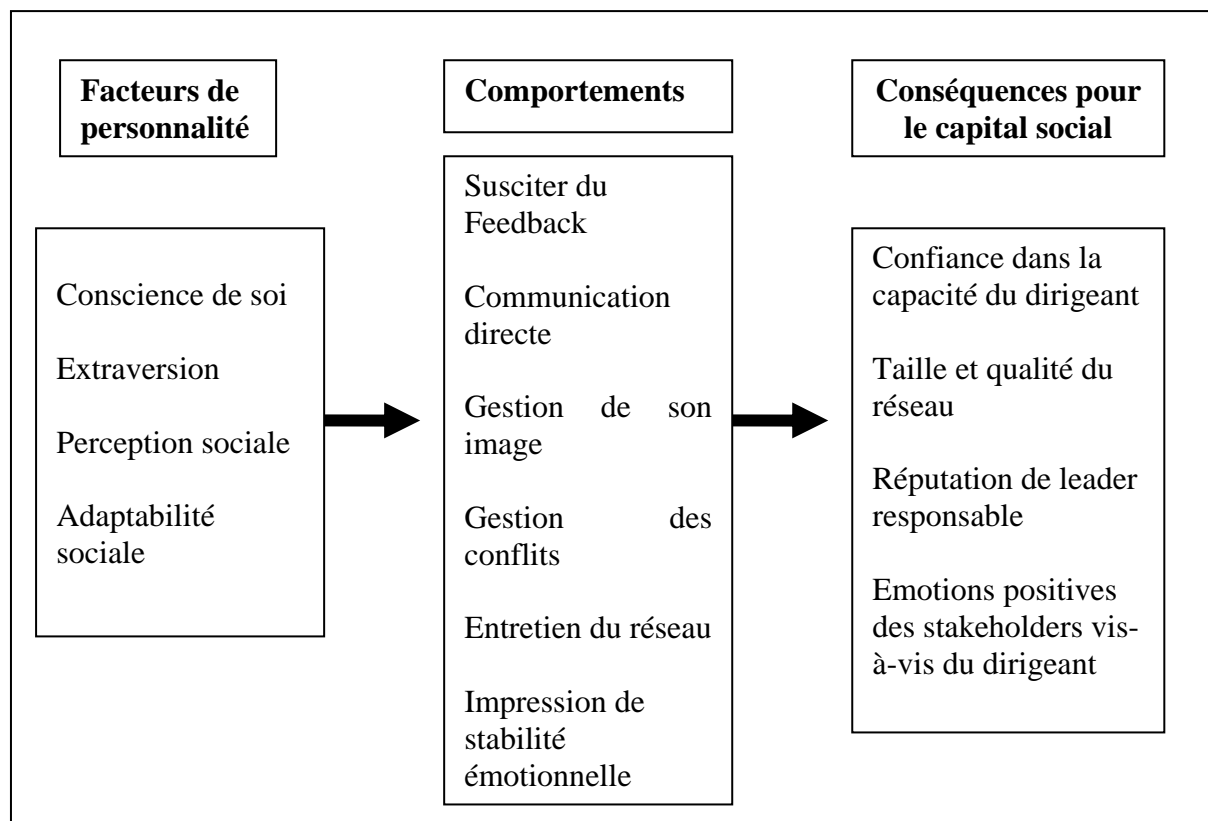 Facteurs de
personnalité
Conscience de soi
Extraversion
Perception sociale
Adaptabilité
sociale
Comportements
Susciter du
Feedback
Communication
directe
Gestion de son
image
Gestion des
conflits
Entretien du réseau
Impression de
stabilité
émotionnelle
Conséquences pour
le capital social
Confiance dans la
capacité du dirigeant
Taille et qualité du
réseau
Réputation de leader
responsable
Emotions positives
des stakeholders vis-
à-vis du dirigeant